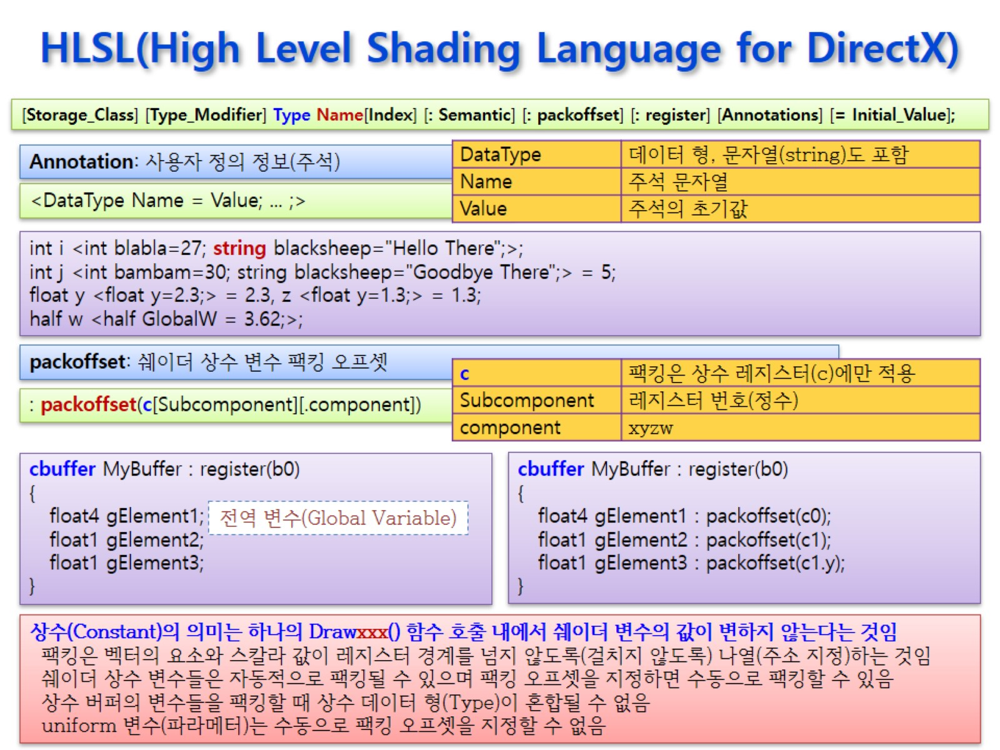 HLSL(High Level Shading Language for DirectX)
[Storage_Class] [Type_Modifier] Type Name[Index] [: Semantic] [: packoffset] [: register] [Annotations] [= Initial_Value];
Annotation: 사용자 정의 정보(주석)
<DataType Name = Value; ... ;>
DataType 데이터 형, 문자열(string)도 포함
Name 주석 문자열
Value 주석의 초기값
int i <int blabla=27; string blacksheep="Hello There";>;
int j <int bambam=30; string blacksheep="Goodbye There";> = 5;
float y <float y=2.3;> = 2.3, z <float y=1.3;> = 1.3;
half w <half GlobalW = 3.62;>;
packoffset: 쉐이더 상수 변수 팩킹 오프셋
: packoffset(c[Subcomponent][.component])
c 팩킹은 상수 레지스터(c)에만 적용
Subcomponent 레지스터 번호(정수)
component xyzw
cbuffer MyBuffer : register(b0)
{
float4 gElement1;
전역 변수(Global Variable)
float1 gElement2;
float1 gElement3;
}
cbuffer MyBuffer : register(b0)
{
float4 gElement1 : packoffset(c0);
float1 gElement2 : packoffset(c1);
float1 gElement3 : packoffset(c1.y);
}
상수(Constant)의 의미는 하나의 Drawxxx() 함수 호출 내에서 쉐이더 변수의 값이 변하지 않는다는 것임
팩킹은 벡터의 요소와 스칼라 값이 레지스터 경계를 넘지 않도록(걸치지 않도록) 나열(주소 지정)하는 것임
쉐이더 상수 변수들은 자동적으로 팩킹될 수 있으며 팩킹 오프셋을 지정하면 수동으로 팩킹할 수 있음
상수 버퍼의 변수들을 팩킹할 때 상수 데이터 형(Type)이 혼합될 수 없음
uniform 변수(파라메터)는 수동으로 팩킹 오프셋을 지정할 수 없음